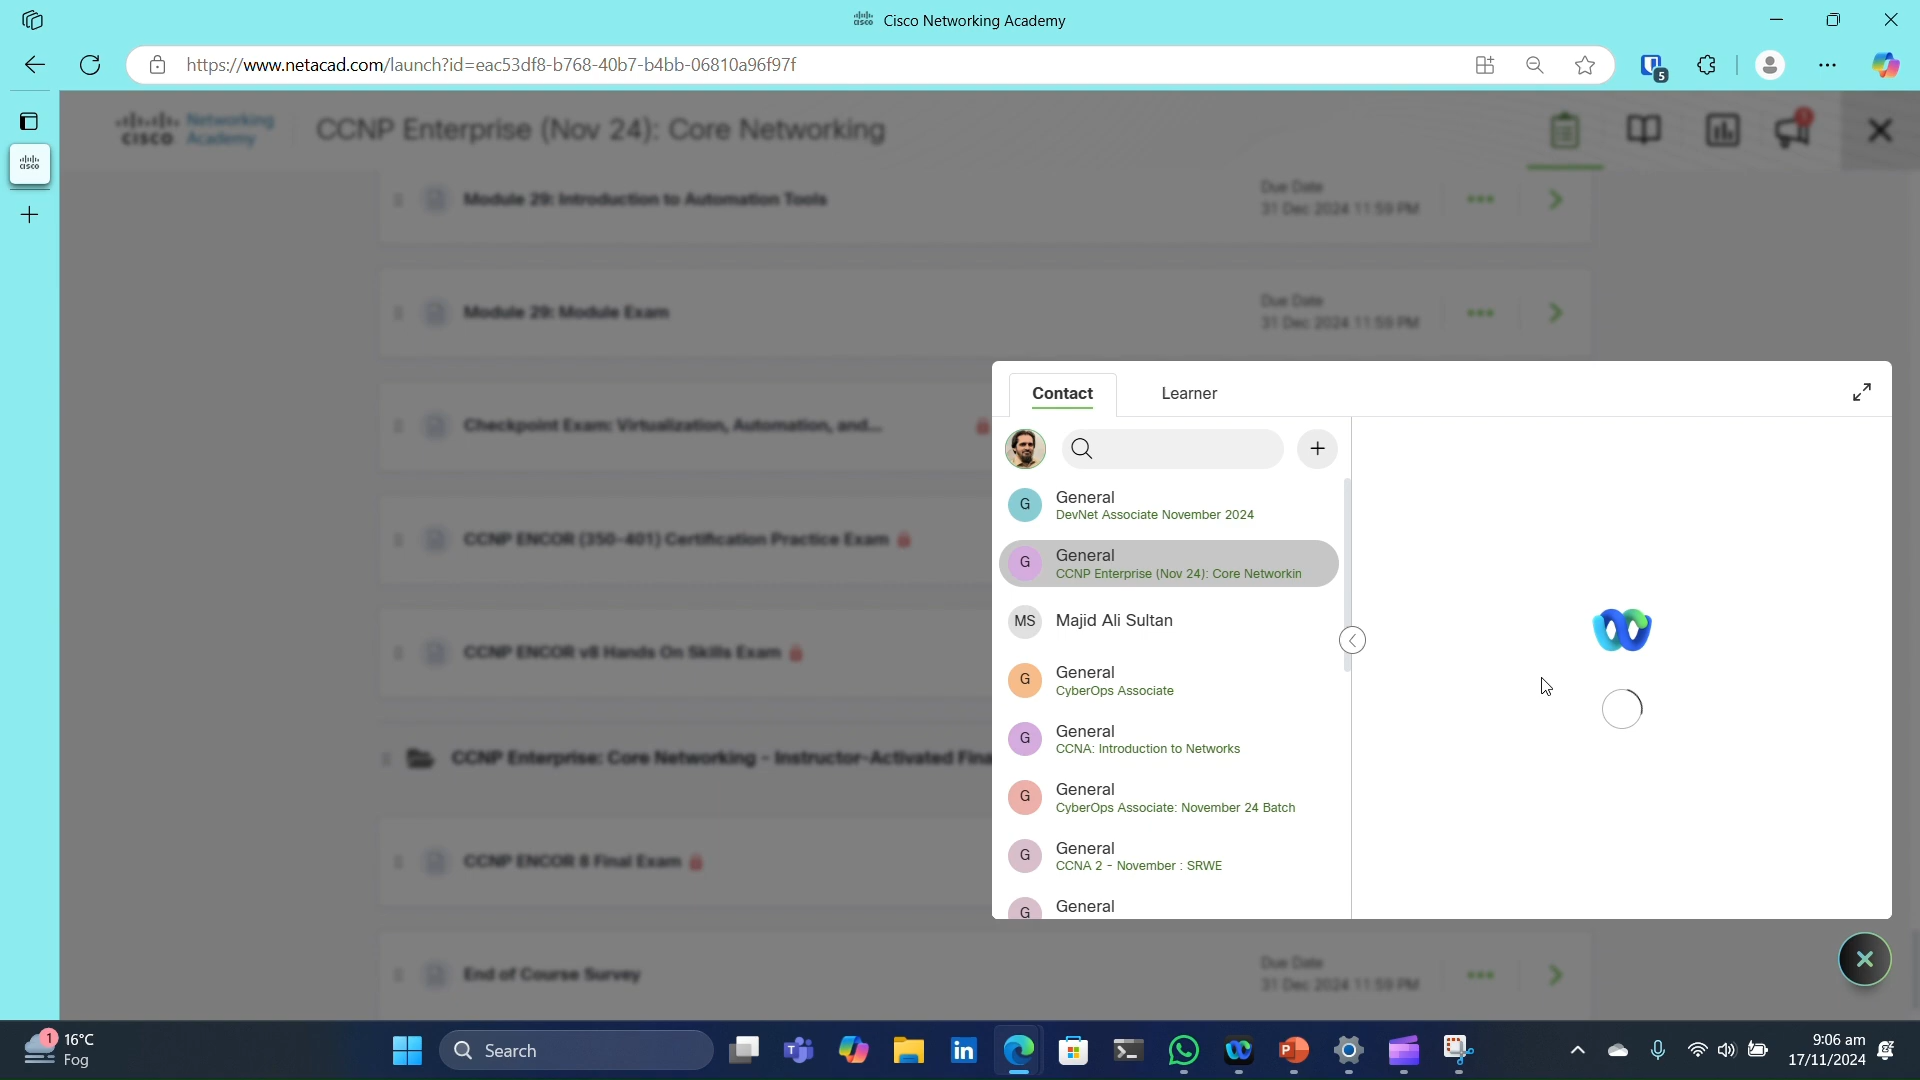 Cisco Networking Academy
https://www.netacad.com/launch?id=eac53df8-b768-40b7-b4bb-06810a96f97f
5
cisco
CISCO
Networking
Academy
CCNP Enterprise (Nov 24): Core Networking
Module 29: Introduction to Automation Tools
Due Date
31 Dec 2024 11:59 PM
Module 29: Module Exam
Due Date
31 Dec 2024 11:59 PM
Checkpoint Exam: Virtualization, Automation, and...
CCNP ENCOR (350-401) Certification Practice Exam
CCNP ENCOR v8 Hands On Skills Exam
CCNP Enterprise: Core Networking - Instructor-Activated Fina
CCNP ENCOR 8 Final Exam
End of Course Survey
Due Date
31 Dec 2024 11:59 PM
Contact
Learner
G
General
DevNet Associate November 2024
G
General
CCNP Enterprise (Nov 24): Core Networkin
MS
Majid Ali Sultan
G
General
CyberOps Associate
G
General
CCNA: Introduction to Networks
G
General
CyberOps Associate: November 24 Batch
G
General
CCNA 2 - November : SRWE
G
General
1
16°C
Fog
Search
9:06 am
17/11/2024